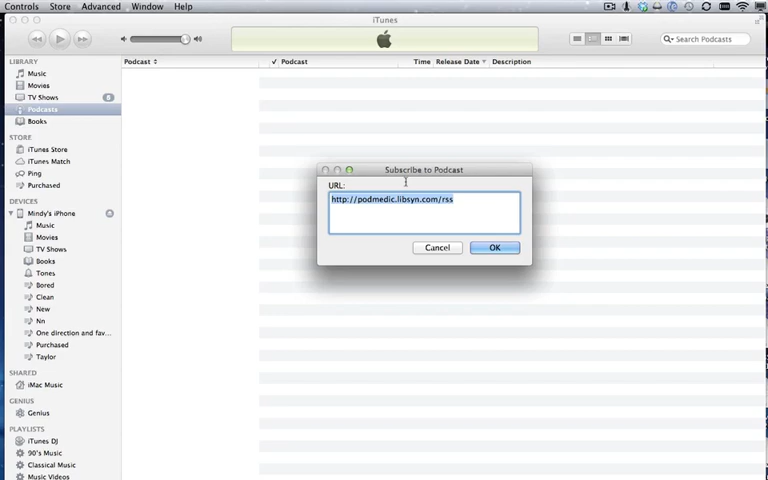 Controls Store Advanced Window Help
iTunes
Search Podcasts
LIBRARY
Music
Movies
TV Shows 8
Podcasts
Books
STORE
iTunes Store
iTunes Match
Ping
Purchased
DEVICES
Mindy's iPhone
Music
Movies
TV Shows
Books
Tones
Bored
Clean
New
Nn
One direction and fav...
Purchased
Taylor
SHARED
iMac Music
GENIUS
Genius
PLAYLISTS
iTunes DJ
90's Music
Classical Music
Music Videos
Podcast Podcast Time Release Date Description
Subscribe to Podcast
URL:
http://podmedic.libsyn.com/rss
Cancel OK